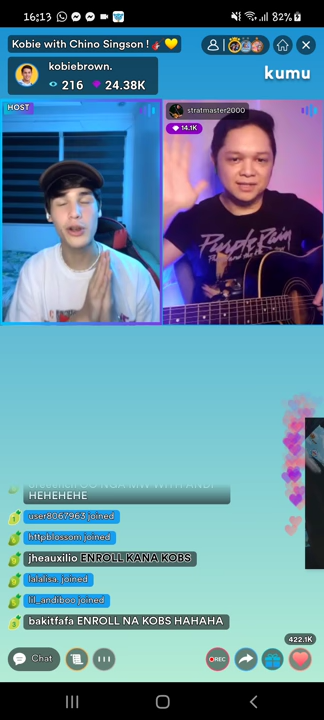 16:13
82%
Kobie with Chino Singson !
kobiebrown.
216 24.38K
kumu
HOST
stratmaster2000
14.1K
Purple Rain
HEHEHEHE
user8067963 joined
httpblossom joined
jheauxilio ENROLL KANA KOBS
lalalisa. joined
lil_andiboo joined
bakitfafa ENROLL NA KOBS HAHAHA
422.1K
Chat
REC